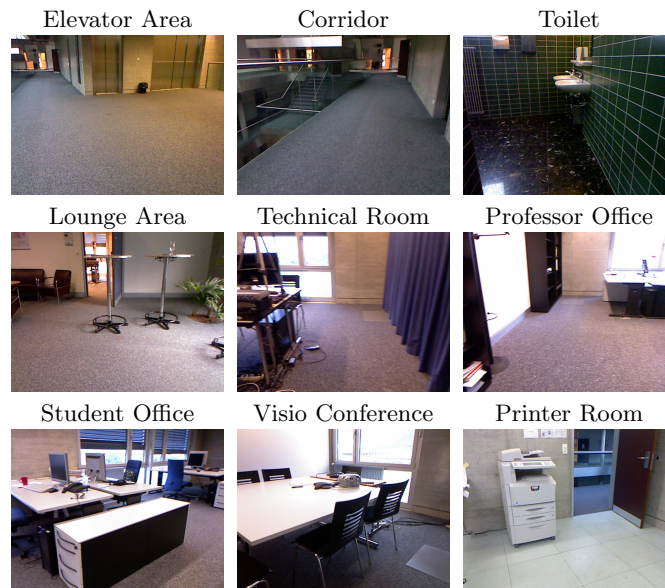 Elevator Area
Corridor
Toilet
Lounge Area
Technical Room
Professor Office
Student Office
Visio Conference
Printer Room